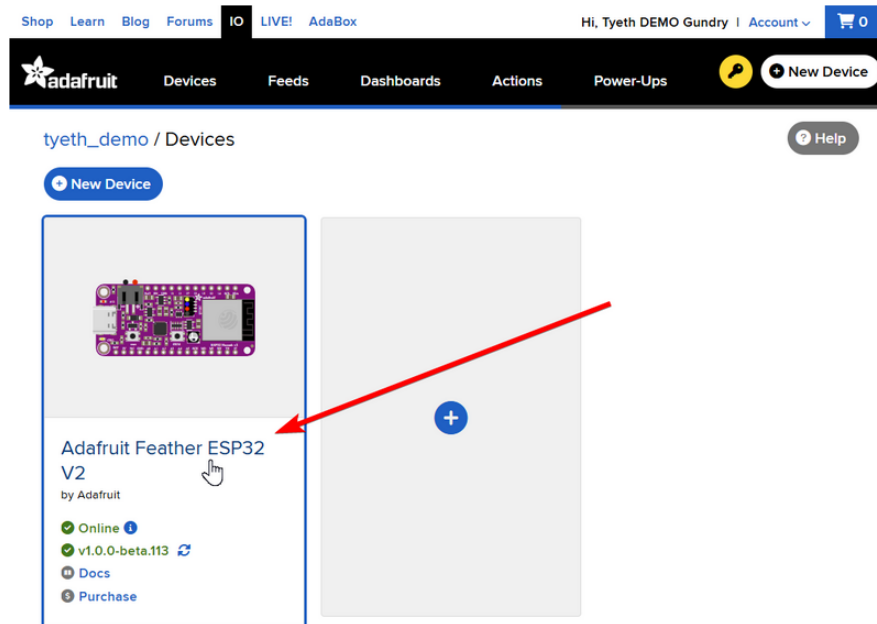 Shop Learn Blog Forums IO LIVE! AdaBox Hi, Tyeth DEMO Gundry | Account 0
adafruit Devices Feeds Dashboards Actions Power-Ups New Device
tyeth_demo / Devices Help
New Device
Adafruit Feather ESP32
V2
by Adafruit
Online
v1.0.0-beta.113
Docs
Purchase